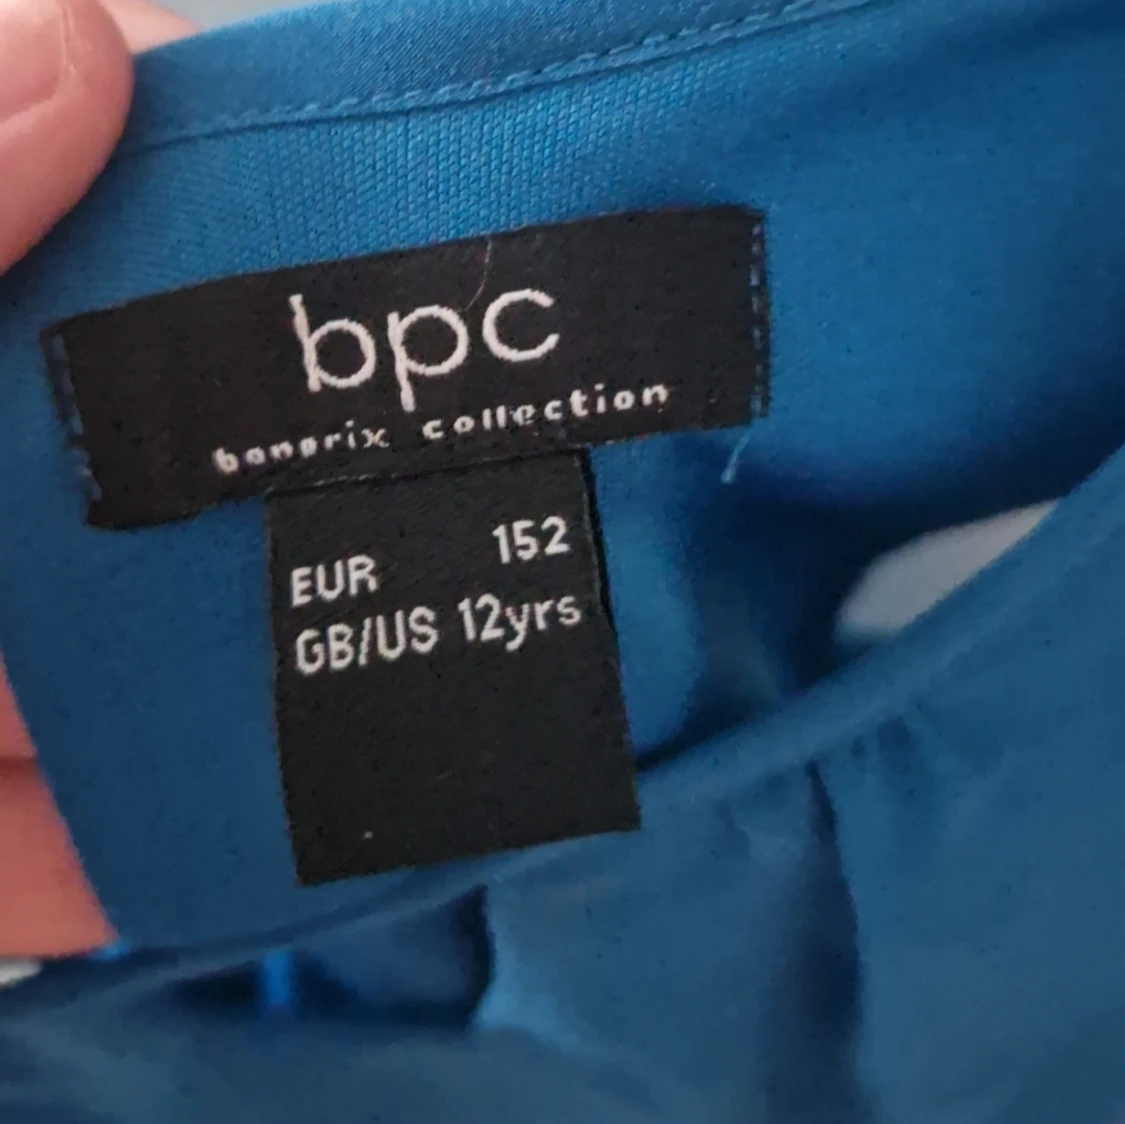 bpc
bonprix collection
EUR 152
GB/US 12yrs